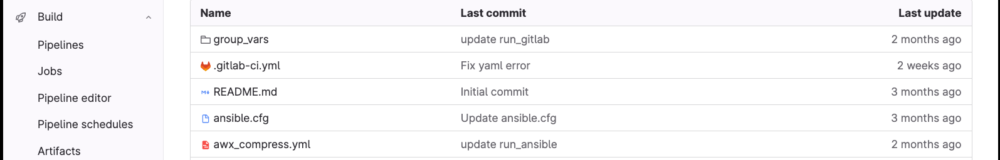 Build
Pipelines
Jobs
Pipeline editor
Pipeline schedules
Artifacts
Name Last commit Last update
group_vars update run_gitlab 2 months ago
.gitlab-ci.yml Fix yaml error 2 weeks ago
README.md Initial commit 3 months ago
ansible.cfg Update ansible.cfg 3 months ago
awx_compress.yml update run_ansible 2 months ago